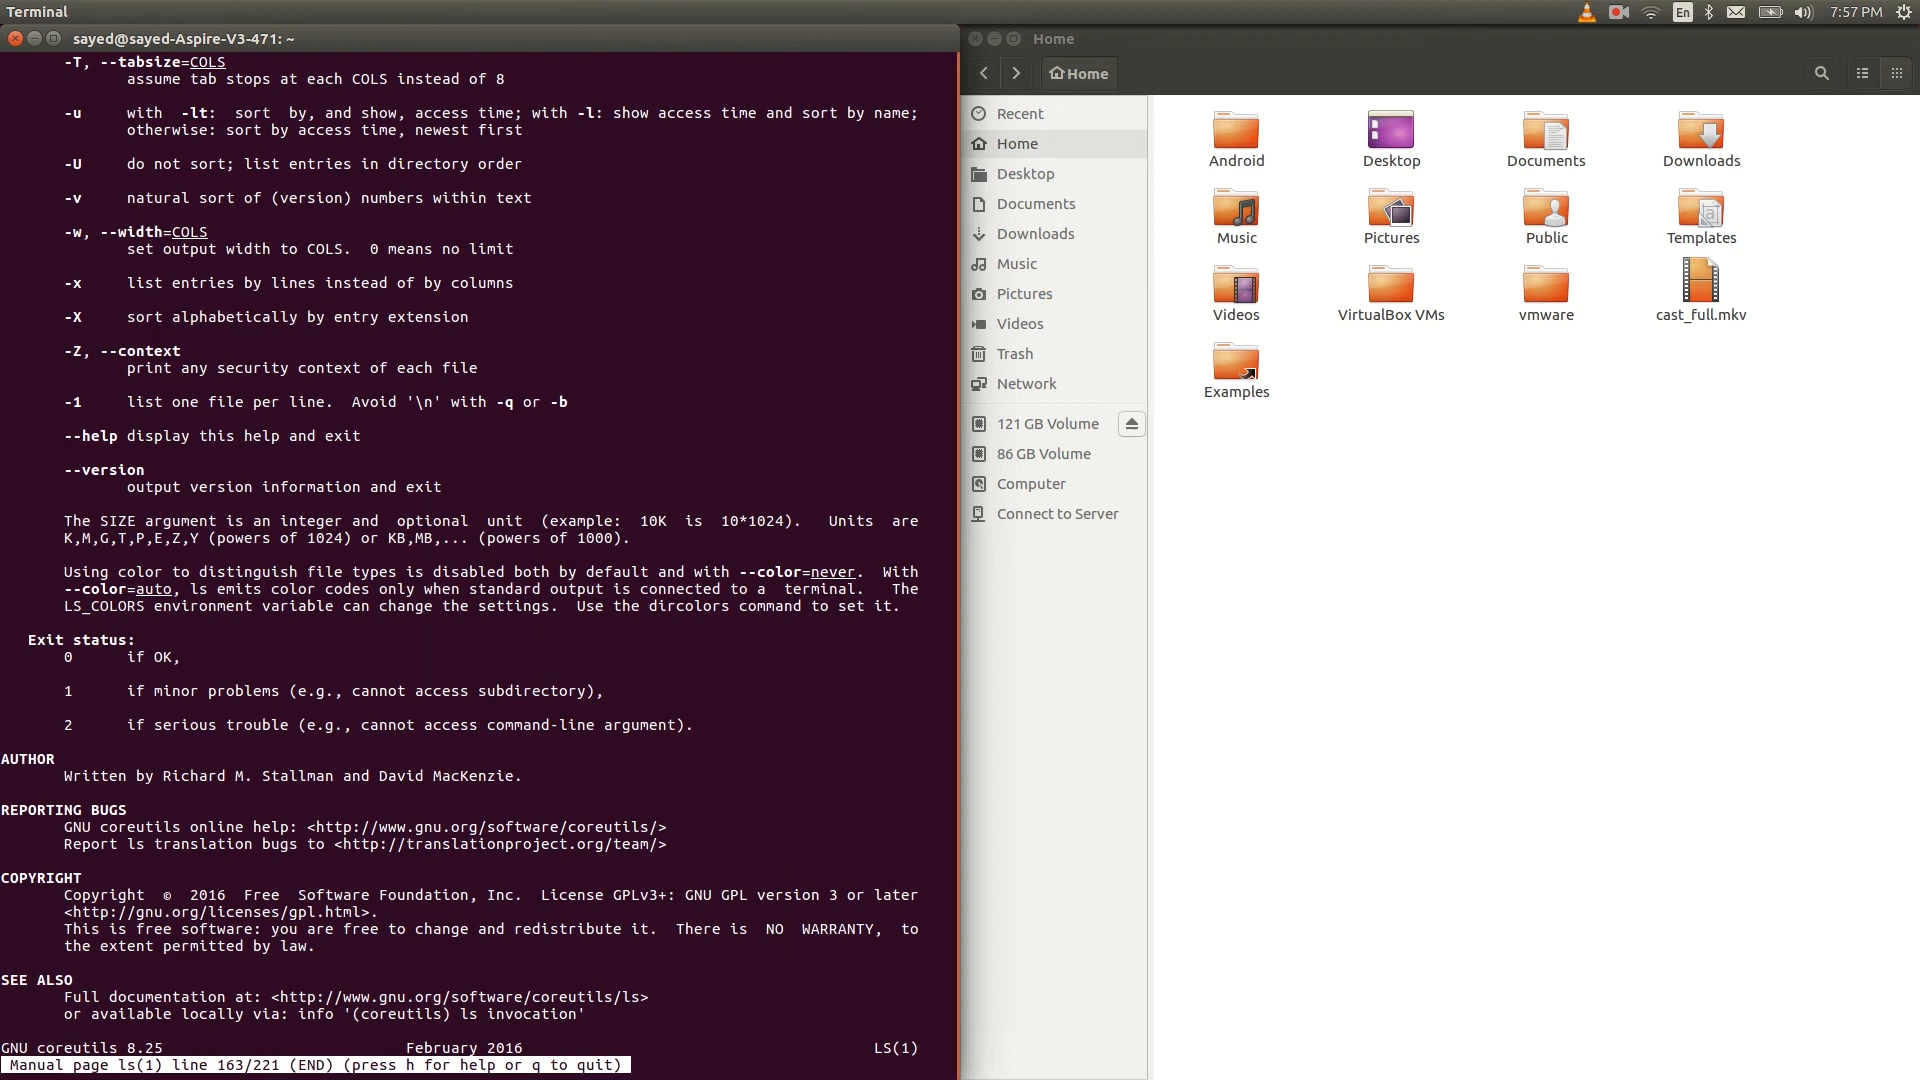 Terminal
En
7:57 PM
sayed@sayed-Aspire-V3-471: ~
-T, --tabsize=COLS
assume tab stops at each COLS instead of 8
-u with -lt: sort by, and show, access time; with -l: show access time and sort by name;
otherwise: sort by access time, newest first
-U do not sort; list entries in directory order
-v natural sort of (version) numbers within text
-w, --width=COLS
set output width to COLS. 0 means no limit
-x list entries by lines instead of by columns
-X sort alphabetically by entry extension
-Z, --context
print any security context of each file
-1 list one file per line. Avoid '\n' with -q or -b
--help display this help and exit
--version
output version information and exit
The SIZE argument is an integer and optional unit (example: 10K is 10*1024). Units are
K,M,G,T,P,E,Z,Y (powers of 1024) or KB,MB,... (powers of 1000).
Using color to distinguish file types is disabled both by default and with --color=never. With
--color=auto, ls emits color codes only when standard output is connected to a terminal. The
LS_COLORS environment variable can change the settings. Use the dircolors command to set it.
Exit status:
0 if OK,
1 if minor problems (e.g., cannot access subdirectory),
2 if serious trouble (e.g., cannot access command-line argument).
AUTHOR
Written by Richard M. Stallman and David MacKenzie.
REPORTING BUGS
GNU coreutils online help: <http://www.gnu.org/software/coreutils/>
Report ls translation bugs to <http://translationproject.org/team/>
COPYRIGHT
Copyright © 2016 Free Software Foundation, Inc. License GPLv3+: GNU GPL version 3 or later
<http://gnu.org/licenses/gpl.html>.
This is free software: you are free to change and redistribute it. There is NO WARRANTY, to
the extent permitted by law.
SEE ALSO
Full documentation at: <http://www.gnu.org/software/coreutils/ls>
or available locally via: info '(coreutils) ls invocation'
GNU coreutils 8.25 February 2016 LS(1)
Manual page ls(1) line 163/221 (END) (press h for help or q to quit)
Home
Home
Recent
Home
Desktop
Documents
Downloads
Music
Pictures
Videos
Trash
Network
121 GB Volume
86 GB Volume
Computer
Connect to Server
Android
Desktop
Documents
Downloads
Music
Pictures
Public
Templates
Videos
VirtualBox VMs
vmware
cast_full.mkv
Examples